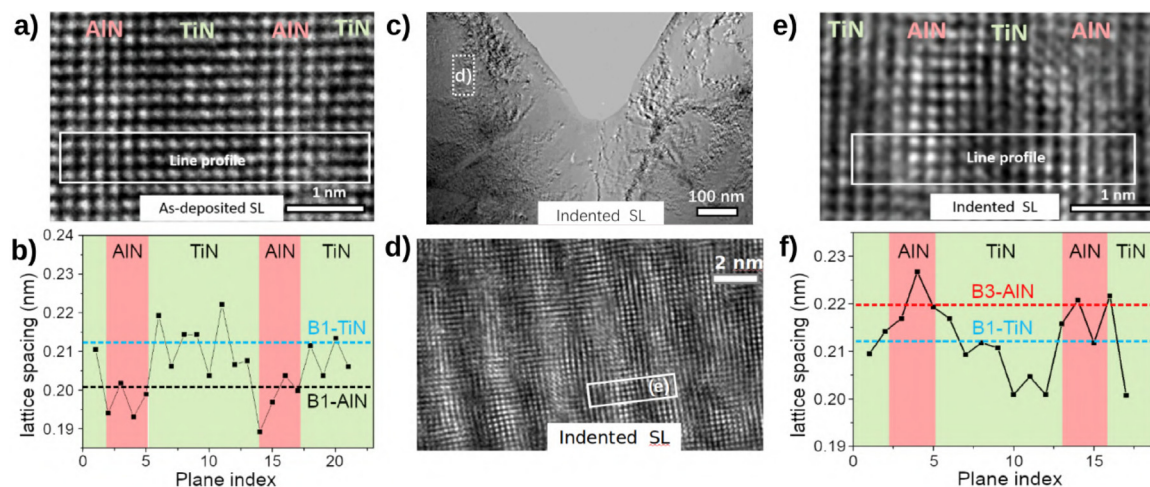 a)
AlN TiN AlN TiN
Line profile
1 nm
As-deposited SL
b)
0.24
0.23
0.22
0.21
0.20
0.19
lattice spacing (nm)
AlN TiN AlN TiN
B1-TiN
B1-AlN
0 5 10 15 20
Plane index
c)
d)
100 nm
Indented SL
d)
2 nm
(e)
Indented SL
e)
TiN AlN TiN AlN
Line profile
1 nm
Indented SL
f)
0.24
0.23
0.22
0.21
0.20
0.19
lattice spacing (nm)
AlN TiN AlN TiN
B3-AlN
B1-TiN
0 5 10 15
Plane index